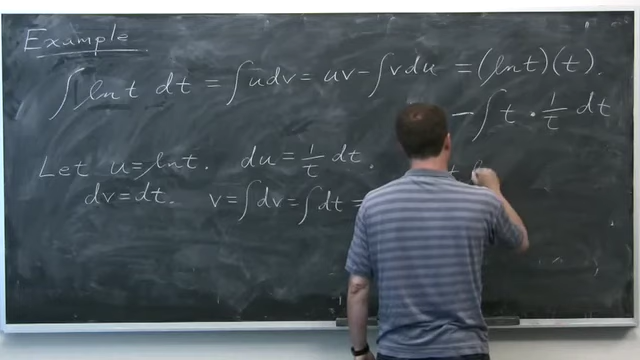 Example
∫ ln t dt = ∫ u dv = uv - ∫ v du = (ln t)(t).
- ∫ t · 1/t dt
Let u = ln t. du = 1/t dt.
dv = dt. v = ∫ dv = ∫ dt =